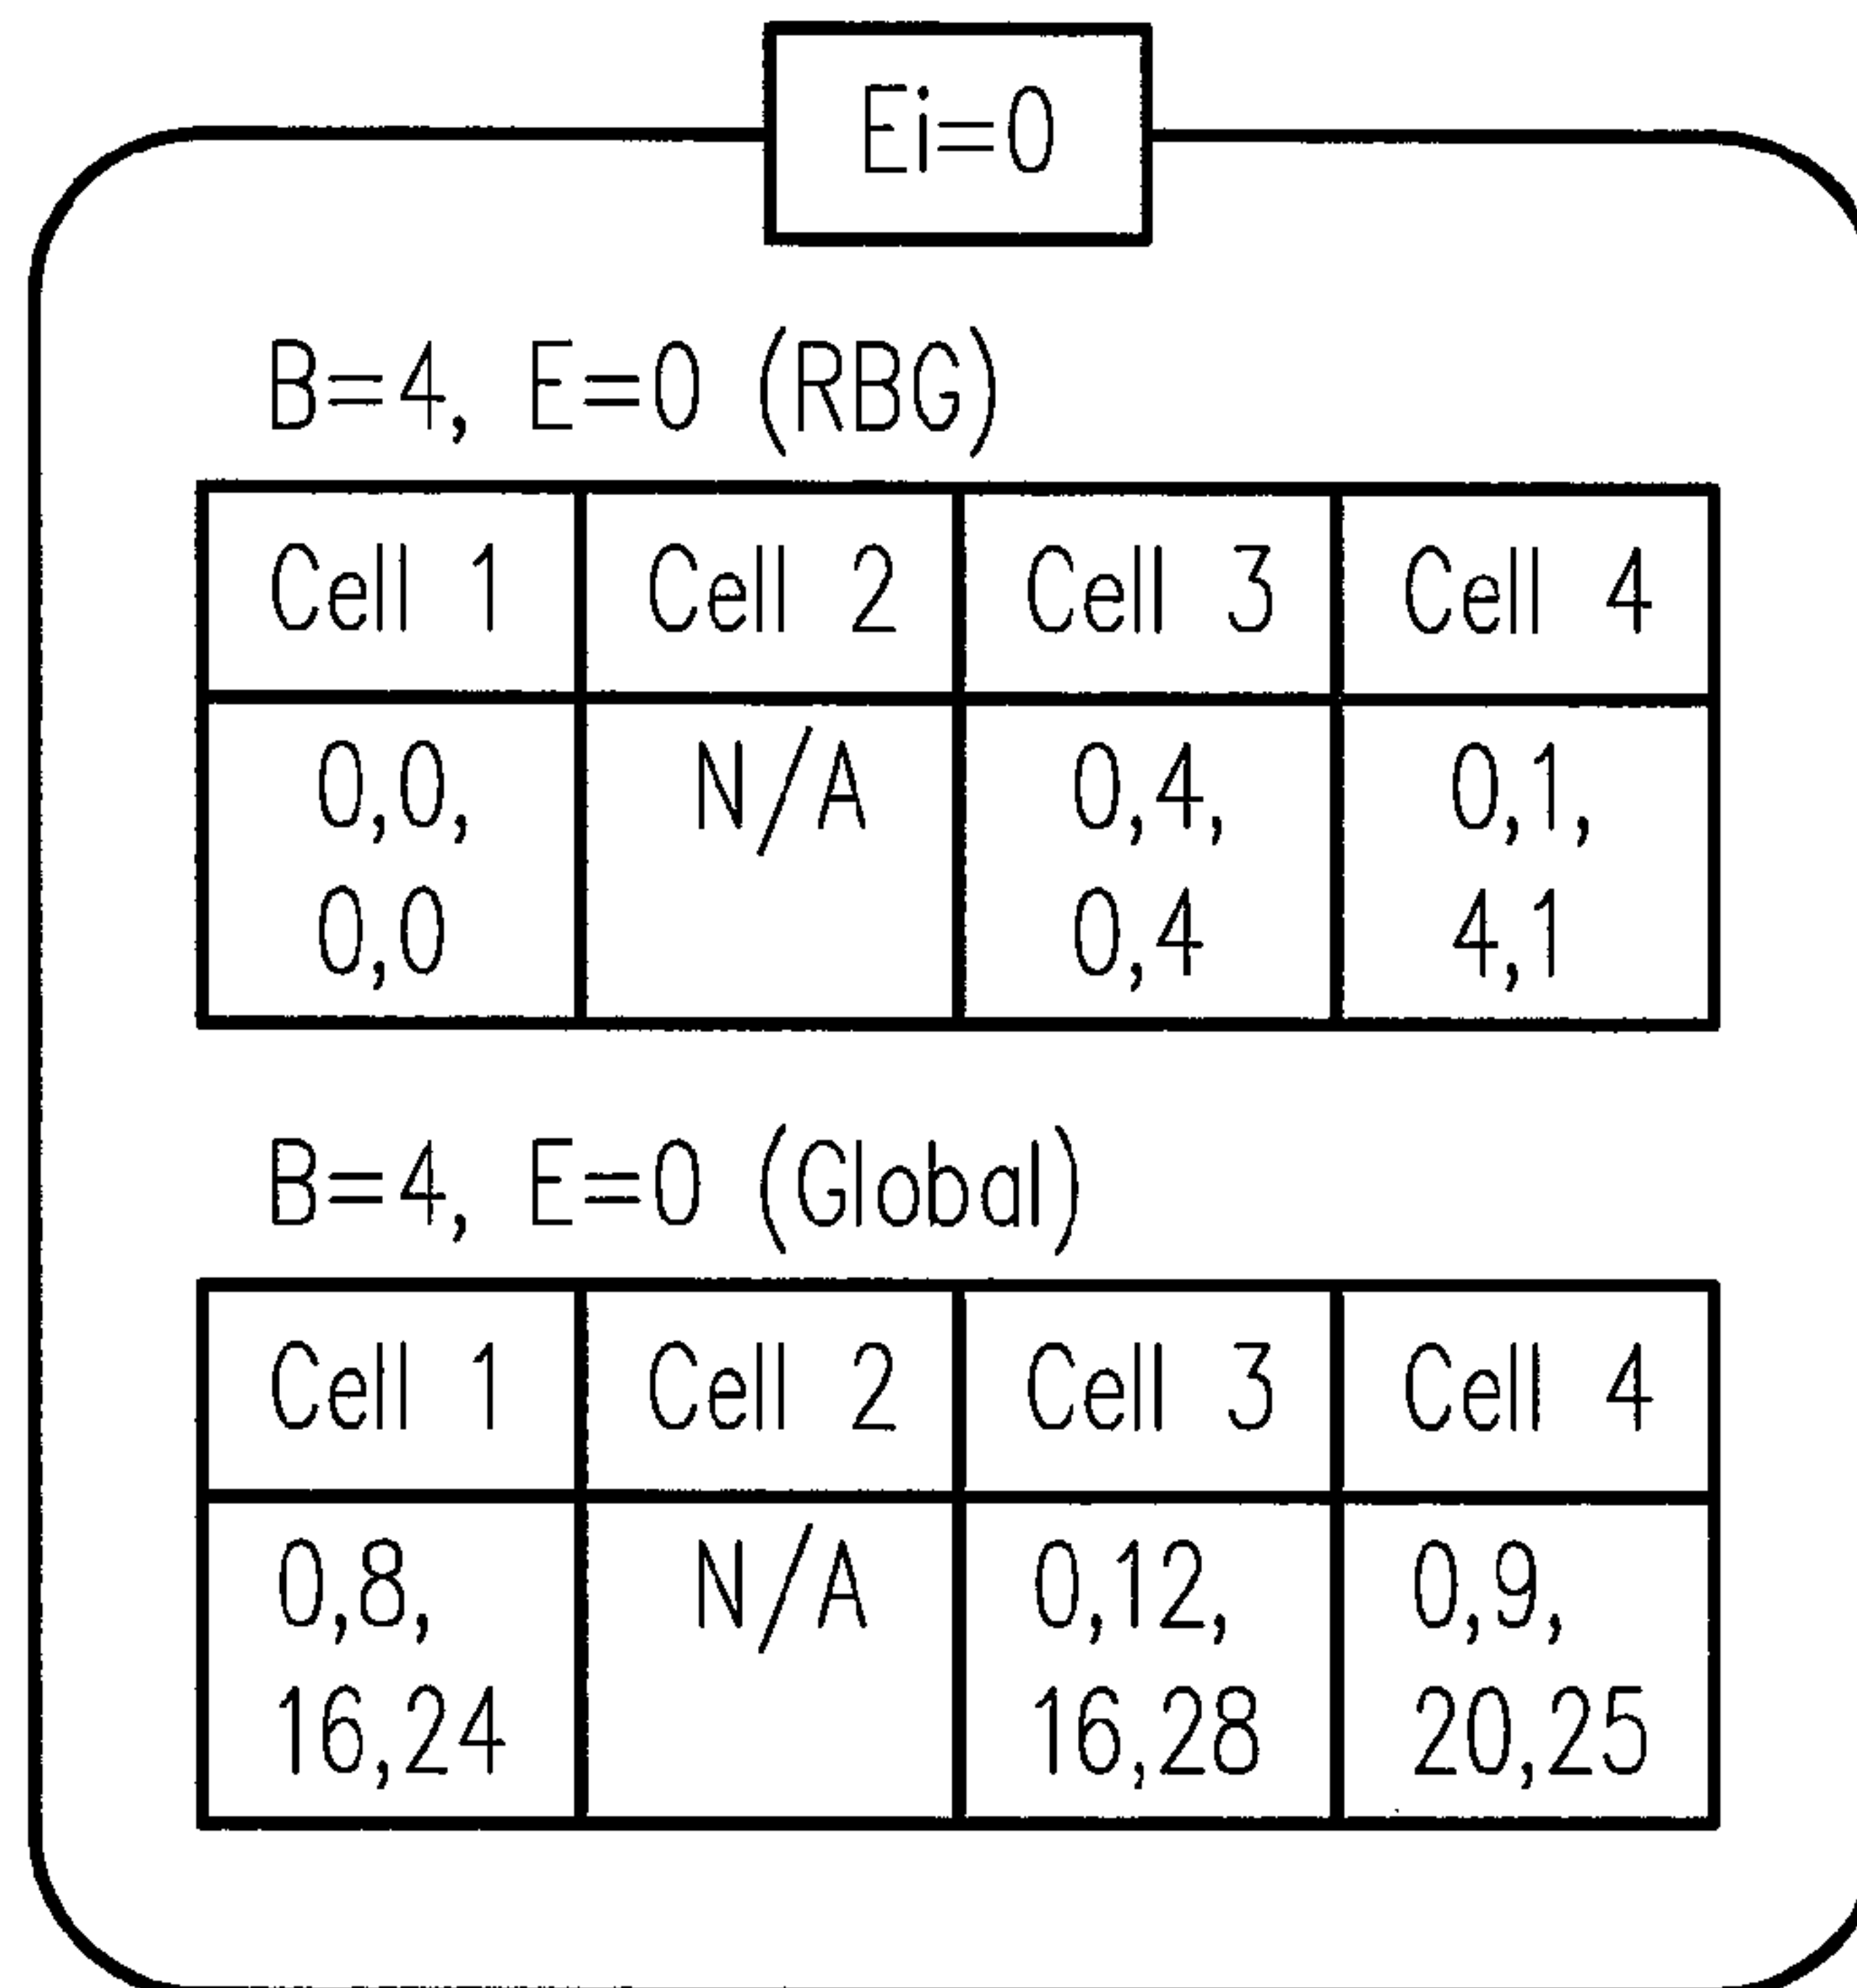 Ei=0
B=4, E=0 (RBG)
Cell 1 Cell 2 Cell 3 Cell 4
0,0, N/A 0,4, 0,1,
0,0 0,4 4,1
B=4, E=0 (Global)
Cell 1 Cell 2 Cell 3 Cell 4
0,8, N/A 0,12, 0,9,
16,24 16,28 20,25